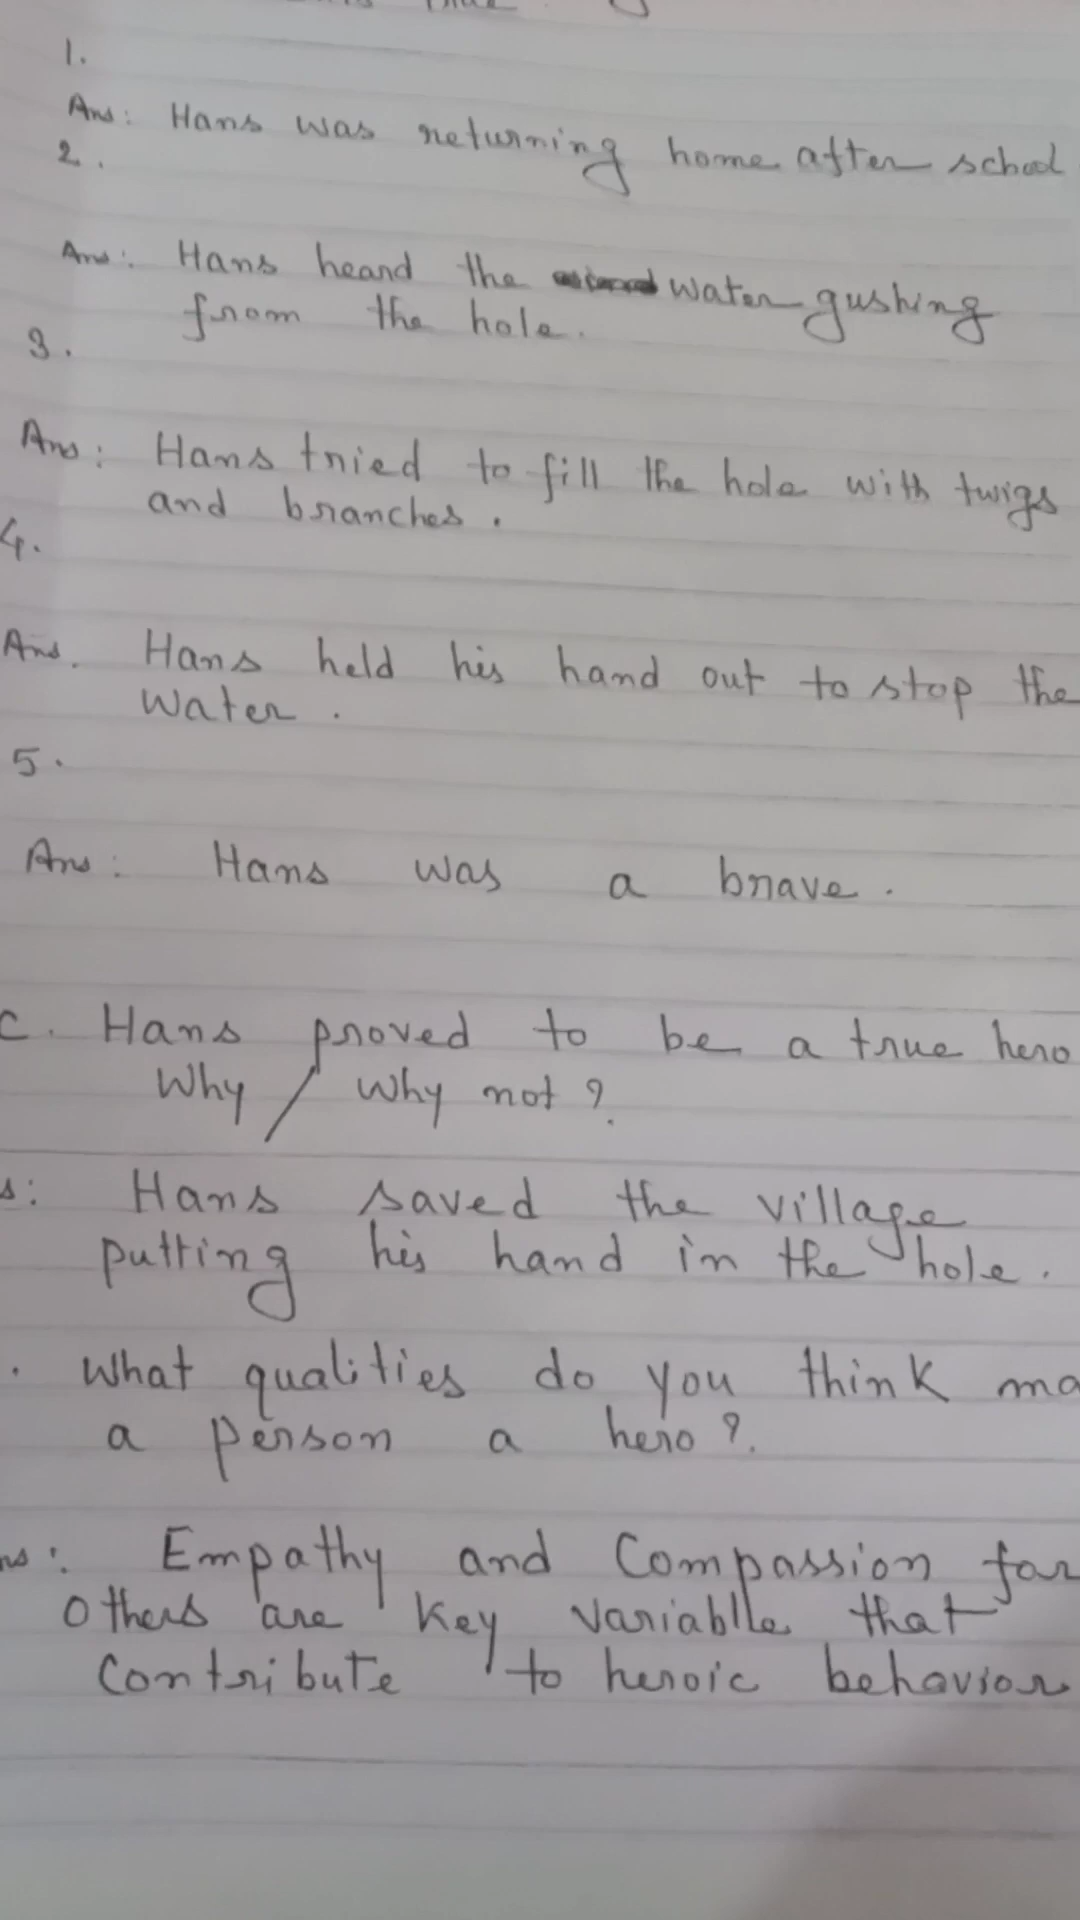 1.
Ans: Hans was returning home after school
2.
Ans: Hans heard the water gushing
from the hole.
3.
Ans: Hans tried to fill the hole with twigs
and branches.
4.
Ans. Hans held his hand out to stop the
water.
5.
Ans: Hans was a brave.
C. Hans proved to be a true hero
Why / Why not?
s: Hans saved the village
putting his hand in the hole.
. What qualities do you think ma
a person a hero?
ns: Empathy and Compassion for
others are key variablle that
Contribute to heroic behavior